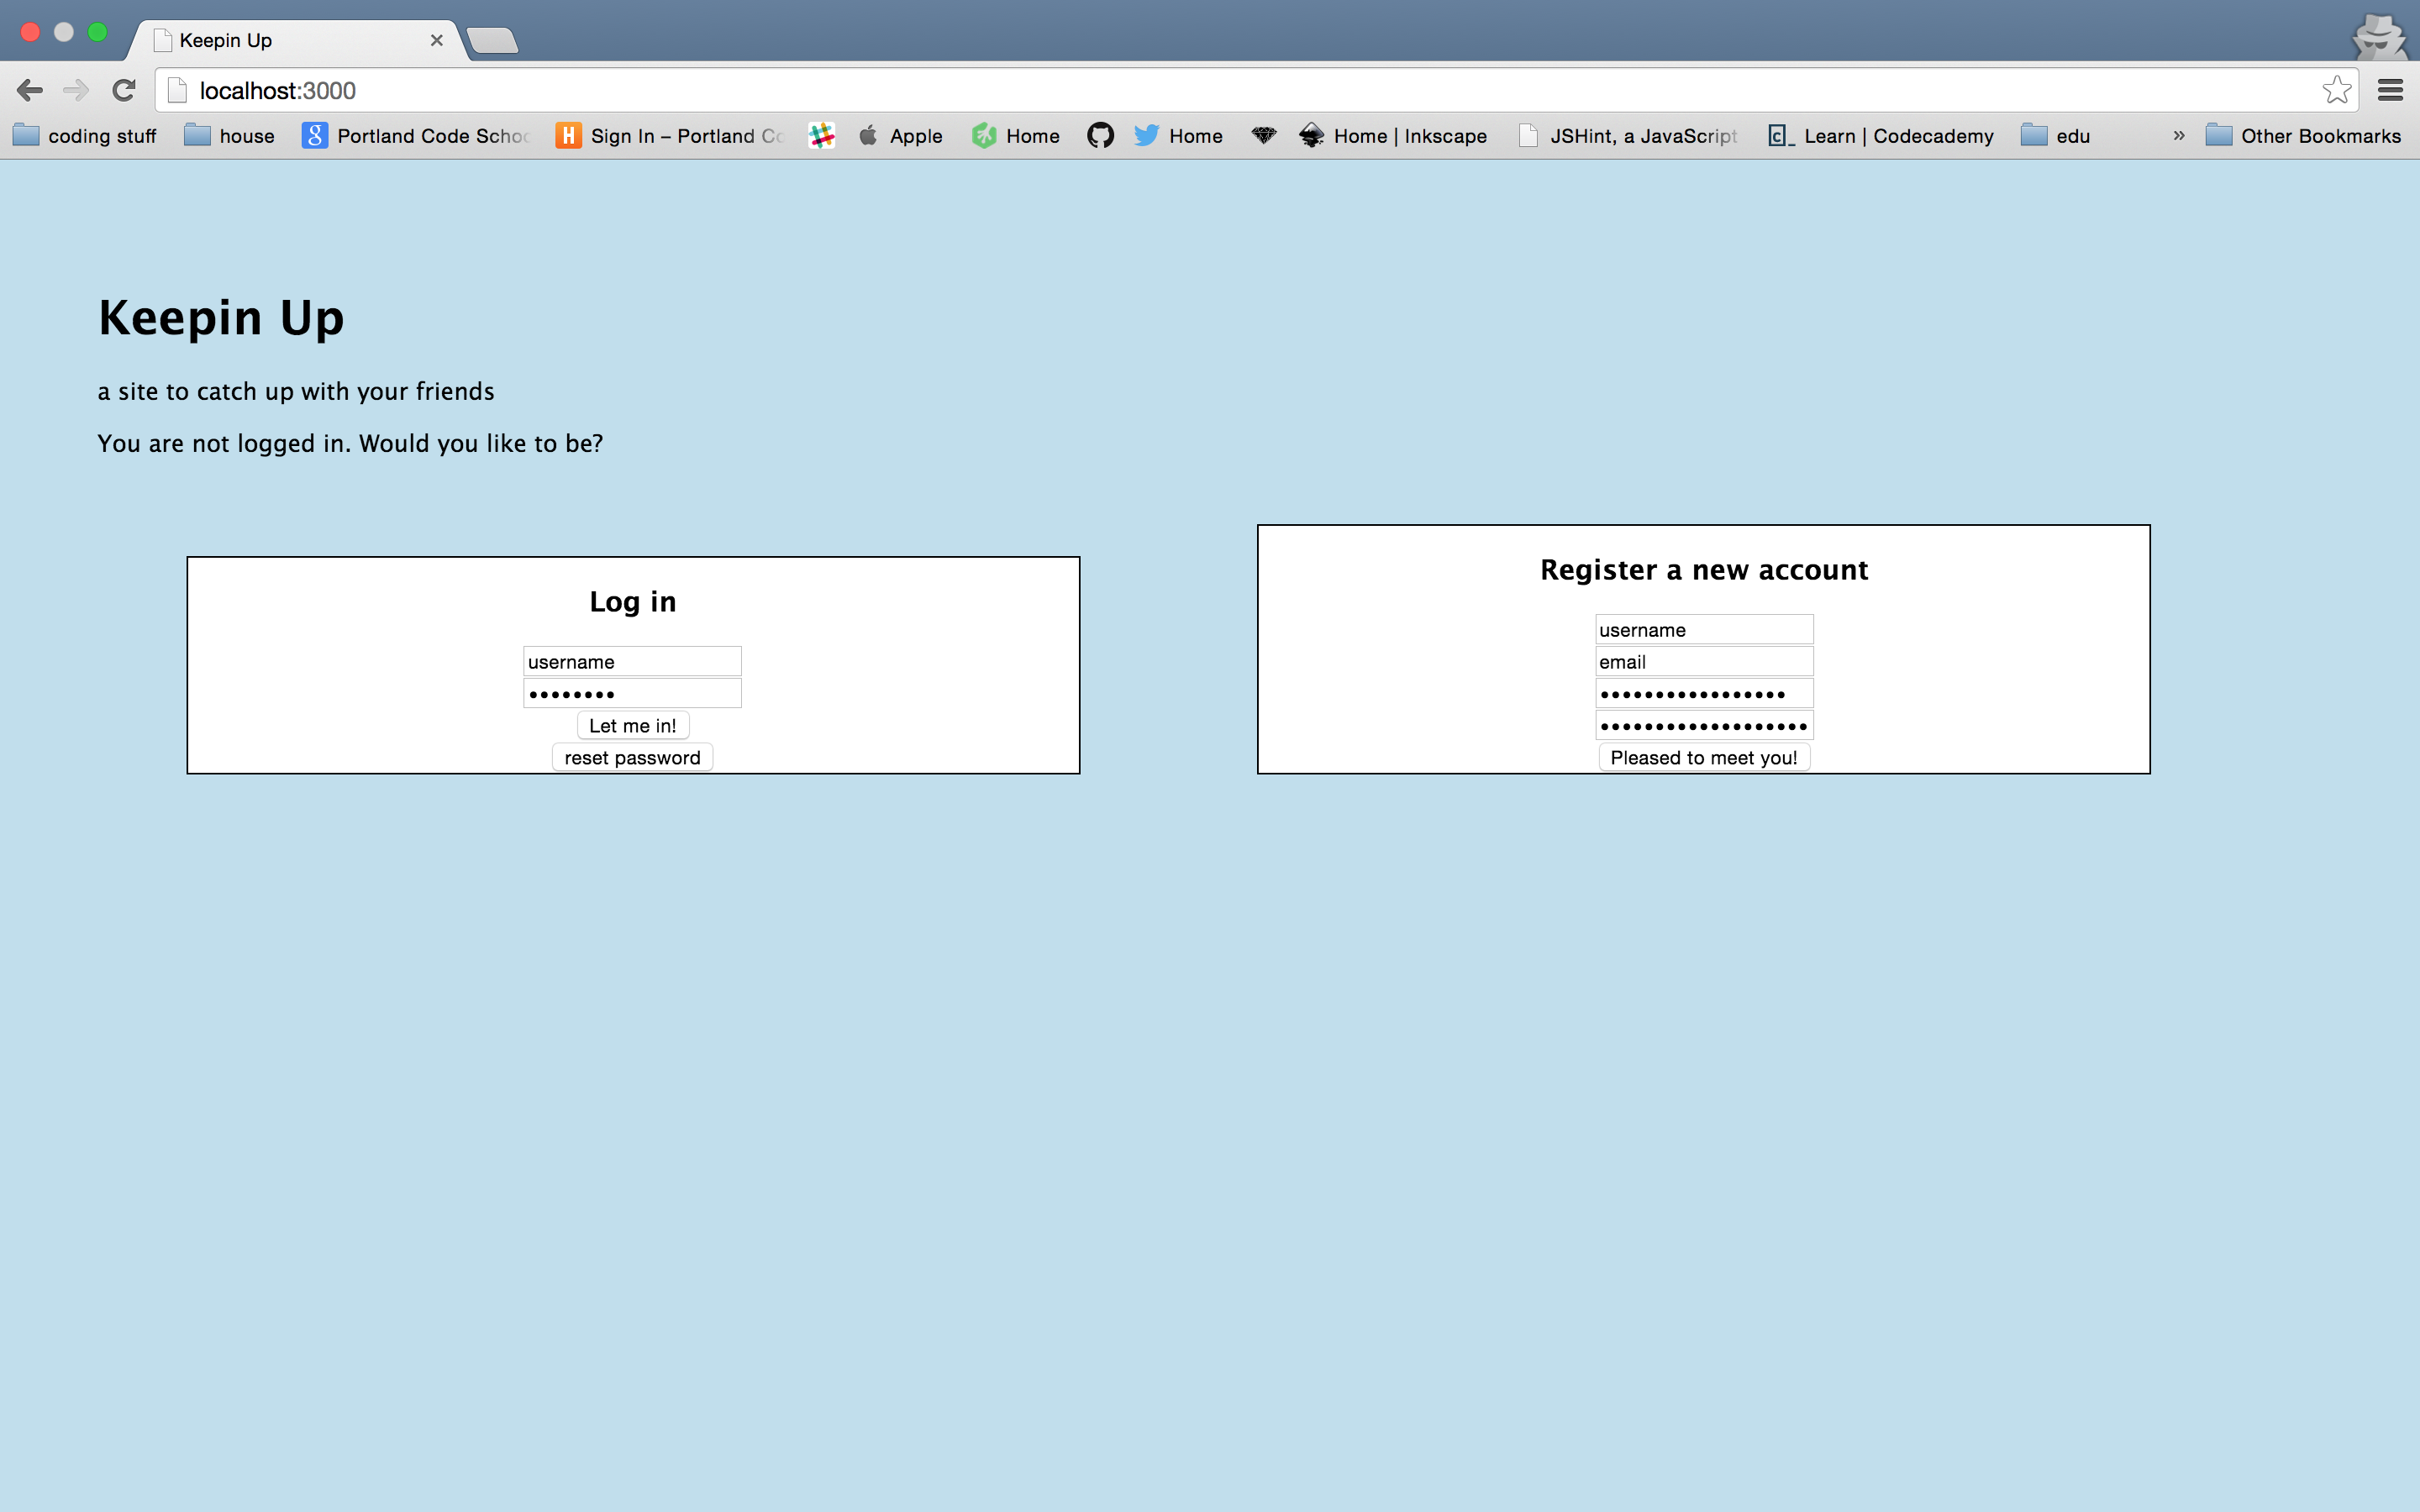 Keepin Up
localhost:3000
coding stuff house Portland Code Schoo Sign In – Portland Co Apple Home Home Home | Inkscape JSHint, a JavaScript Learn | Codecademy edu » Other Bookmarks
Keepin Up
a site to catch up with your friends
You are not logged in. Would you like to be?
Log in
username
••••••••
Let me in!
reset password
Register a new account
username
email
•••••••••••••••••
•••••••••••••••••••
Pleased to meet you!